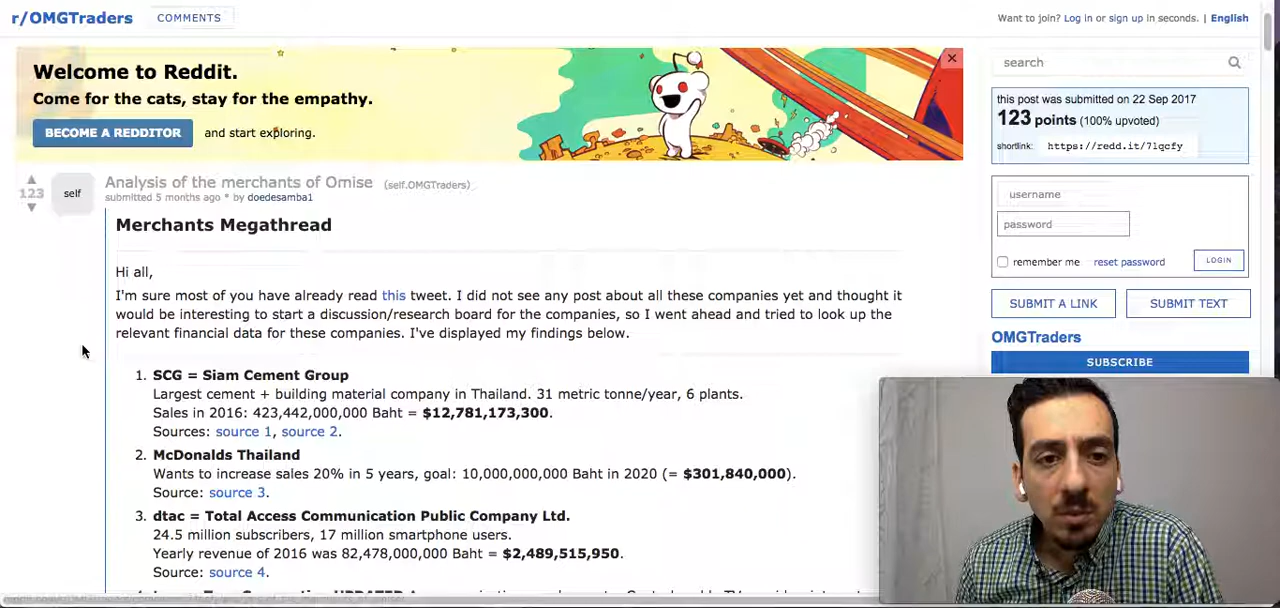 r/OMGTraders COMMENTS Want to join? Log in or sign up in seconds. | English
Welcome to Reddit.
Come for the cats, stay for the empathy.
BECOME A REDDITOR and start exploring.
search
this post was submitted on 22 Sep 2017
123 points (100% upvoted)
shortlink: https://redd.it/71qcfy
123
self
Analysis of the merchants of Omise (self.OMGTraders)
submitted 5 months ago * by doedesamba1
username
password
remember me reset password LOGIN
SUBMIT A LINK SUBMIT TEXT
OMGTraders
SUBSCRIBE
Merchants Megathread
Hi all,
I'm sure most of you have already read this tweet. I did not see any post about all these companies yet and thought it
would be interesting to start a discussion/research board for the companies, so I went ahead and tried to look up the
relevant financial data for these companies. I've displayed my findings below.
1. SCG = Siam Cement Group
Largest cement + building material company in Thailand. 31 metric tonne/year, 6 plants.
Sales in 2016: 423,442,000,000 Baht = $12,781,173,300.
Sources: source 1, source 2.
2. McDonalds Thailand
Wants to increase sales 20% in 5 years, goal: 10,000,000,000 Baht in 2020 (= $301,840,000).
Source: source 3.
3. dtac = Total Access Communication Public Company Ltd.
24.5 million subscribers, 17 million smartphone users.
Yearly revenue of 2016 was 82,478,000,000 Baht = $2,489,515,950.
Source: source 4.